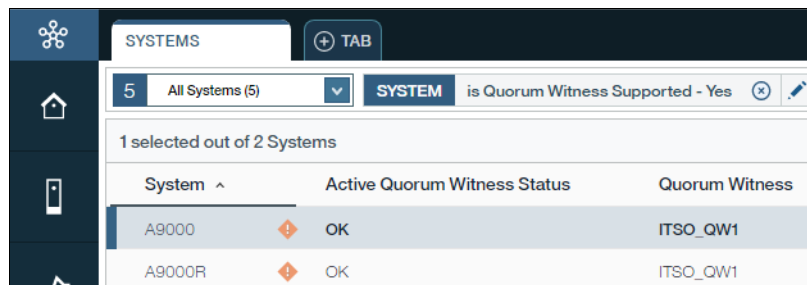 SYSTEMS TAB
5 All Systems (5) SYSTEM is Quorum Witness Supported - Yes
1 selected out of 2 Systems
System Active Quorum Witness Status Quorum Witness
A9000 OK ITSO_QW1
A9000R OK ITSO_QW1